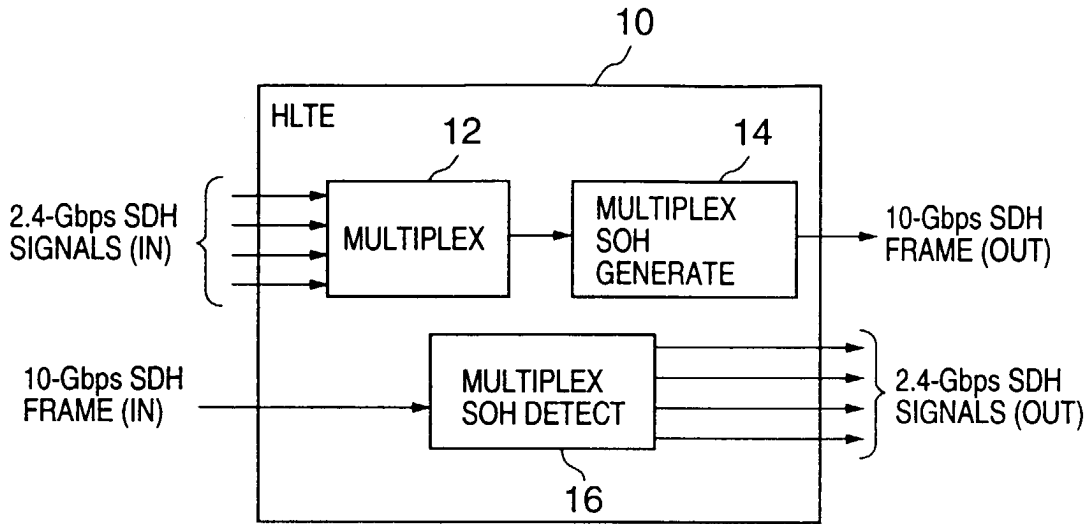 10
HLTE
12
14
2.4-Gbps SDH
SIGNALS (IN)
MULTIPLEX
MULTIPLEX
SOH
GENERATE
10-Gbps SDH
FRAME (OUT)
10-Gbps SDH
FRAME (IN)
MULTIPLEX
SOH DETECT
2.4-Gbps SDH
SIGNALS (OUT)
16